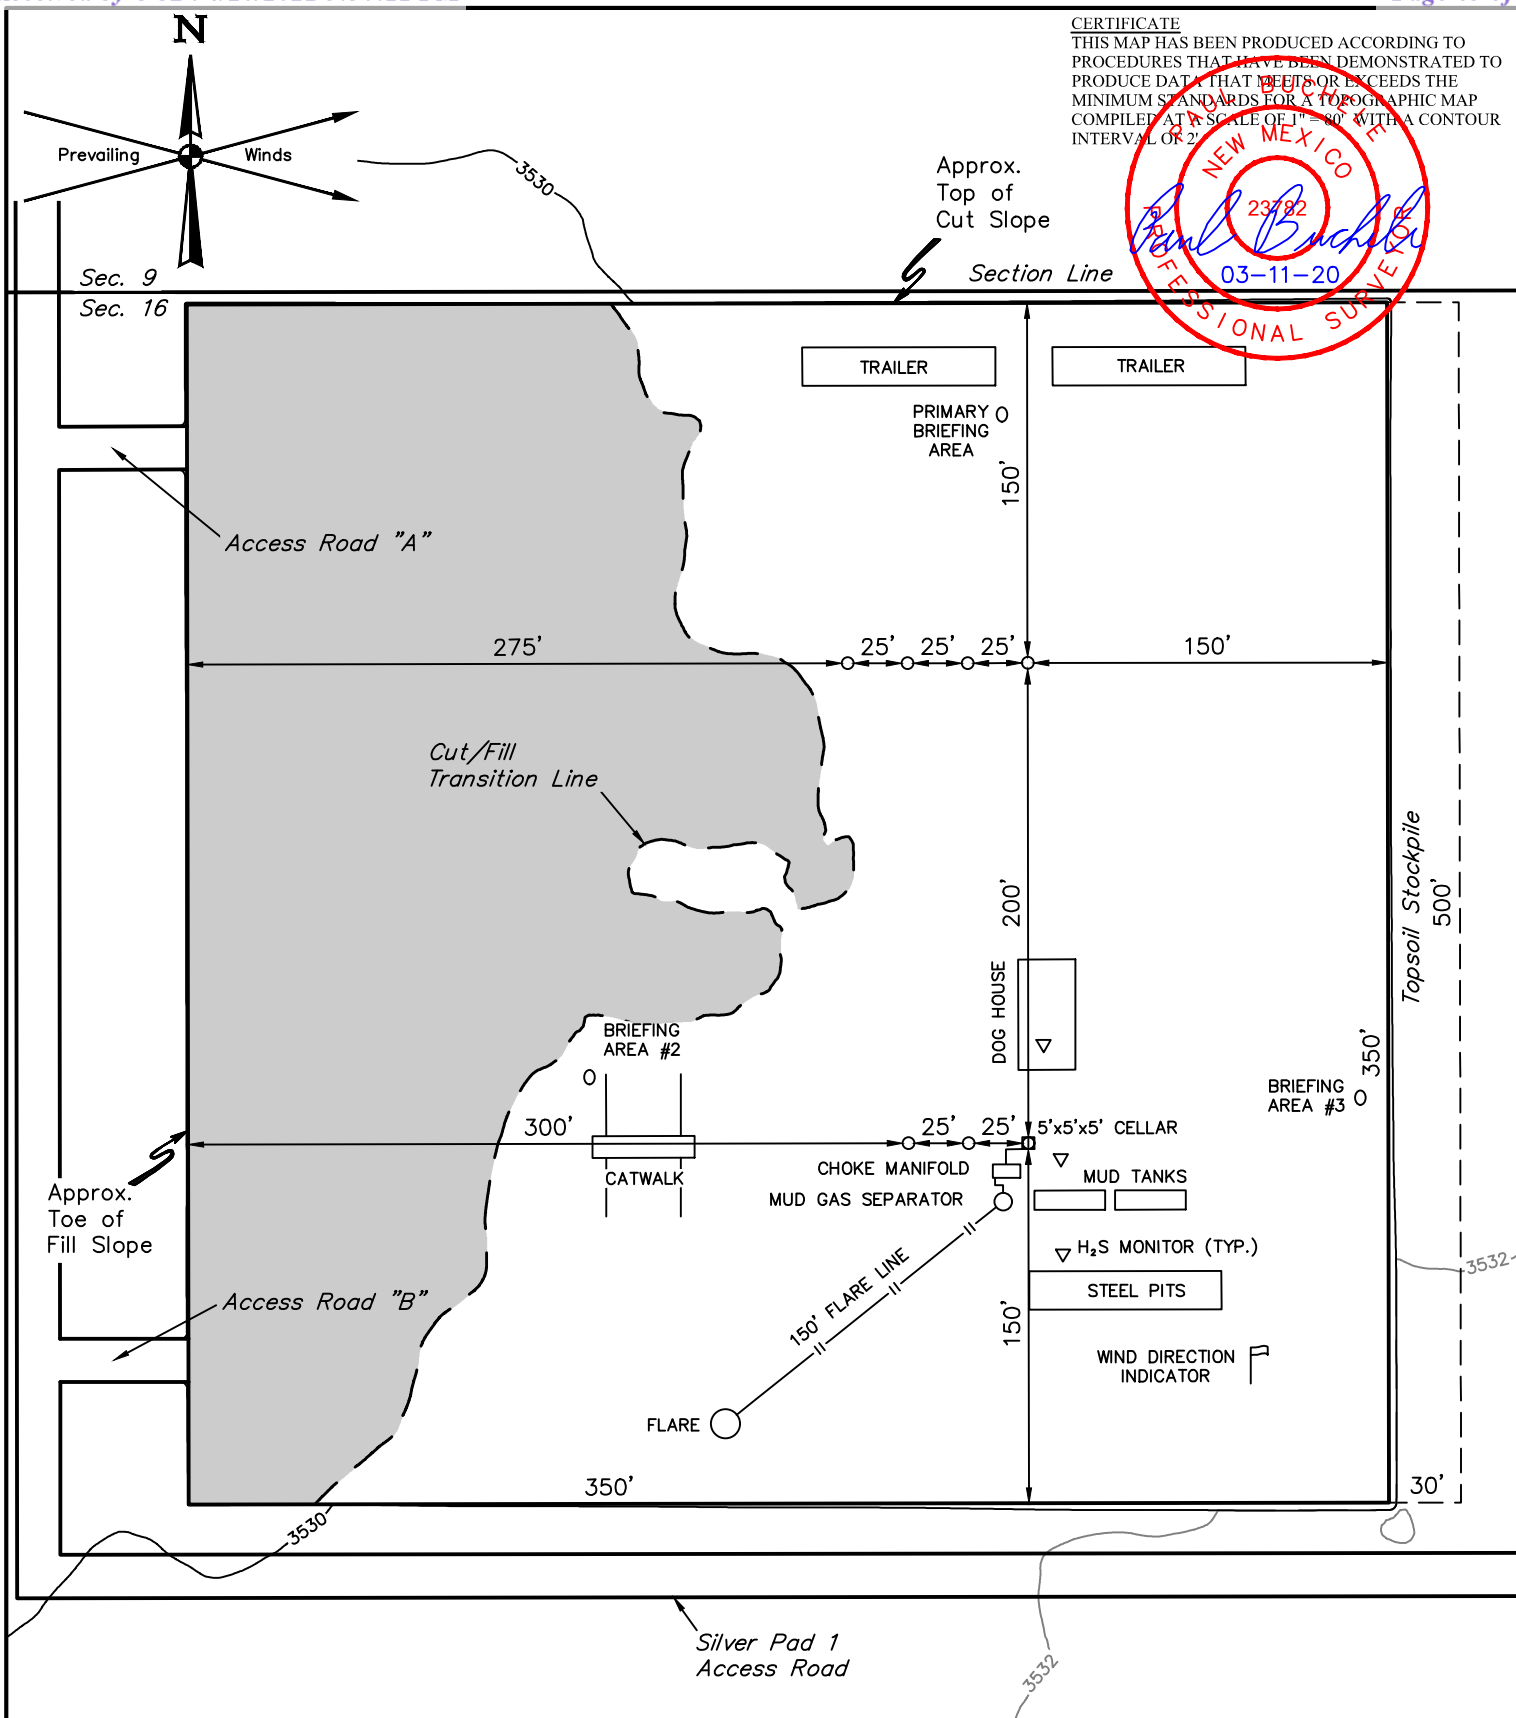 N
CERTIFICATE
THIS MAP HAS BEEN PRODUCED ACCORDING TO
PROCEDURES THAT HAVE BEEN DEMONSTRATED TO
PRODUCE DATA THAT MEETS OR EXCEEDS THE
MINIMUM STANDARDS FOR A TOPOGRAPHIC MAP
COMPILED AT A SCALE OF 1" = 80' WITH A CONTOUR
INTERVAL OF 2'.
PAUL BUCHELE
NEW MEXICO
23782
Paul Buchele
03-11-20
PROFESSIONAL SURVEYOR
Prevailing Winds
3530
Approx.
Top of
Cut Slope
Section Line
Sec. 9
Sec. 16
TRAILER
TRAILER
PRIMARY
BRIEFING
AREA
150'
Access Road "A"
275'
25'
25'
25'
150'
Cut/Fill
Transition Line
200'
Topsoil Stockpile
500'
DOG HOUSE
BRIEFING
AREA #2
350'
BRIEFING
AREA #3
300'
25'
25'
5'x5'x5' CELLAR
CATWALK
CHOKE MANIFOLD
MUD TANKS
MUD GAS SEPARATOR
Approx.
Toe of
Fill Slope
H₂S MONITOR (TYP.)
3532
STEEL PITS
150' FLARE LINE
150'
Access Road "B"
WIND DIRECTION
INDICATOR
FLARE
350'
30'
3530
Silver Pad 1
Access Road
3532